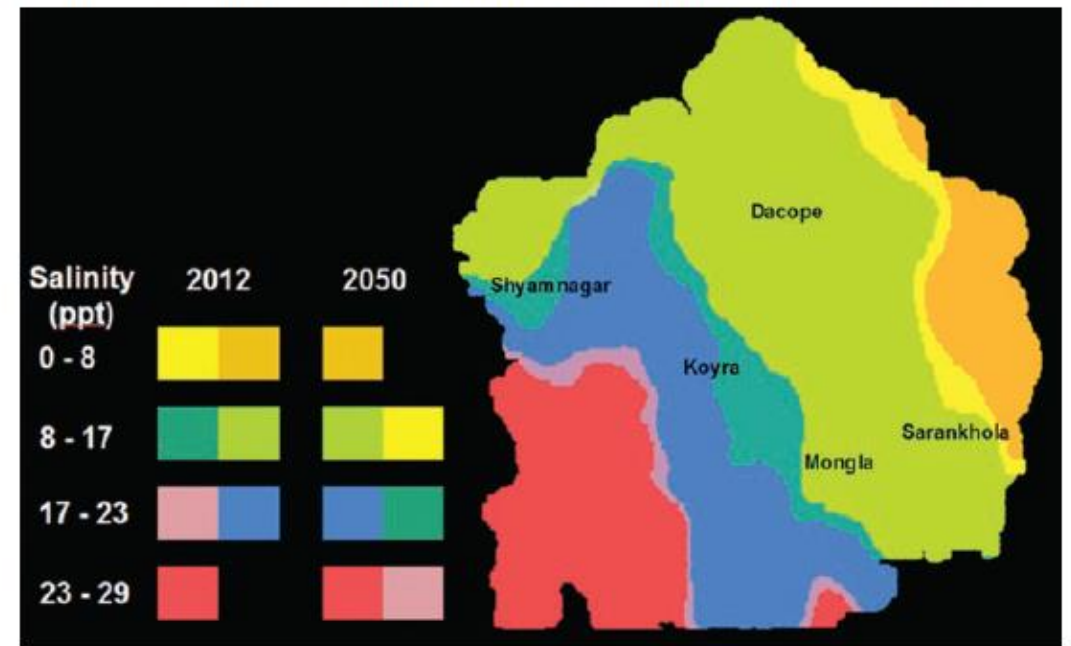 Salinity
(ppt)
2012
2050
0 - 8
8 - 17
17 - 23
23 - 29
Dacope
Shyamnagar
Koyra
Sarankhola
Mongla